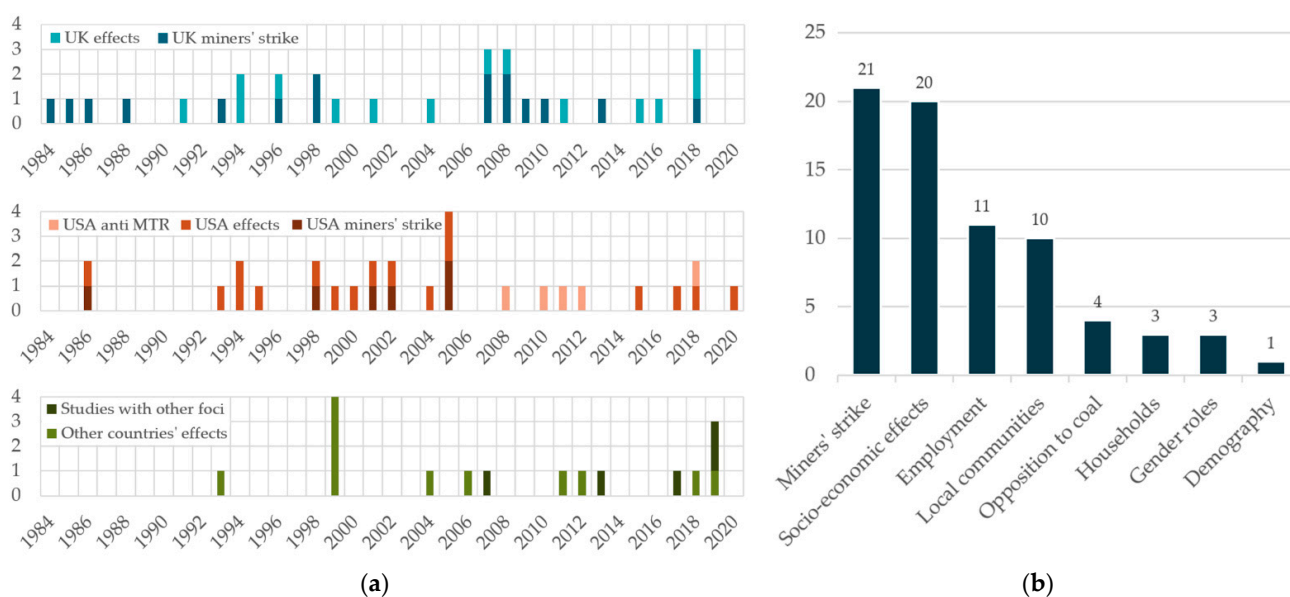 4
3
2
1
0
UK effects UK miners' strike
1984 1986 1988 1990 1992 1994 1996 1998 2000 2002 2004 2006 2008 2010 2012 2014 2016 2018 2020
4
3
2
1
0
USA anti MTR USA effects USA miners' strike
1984 1986 1988 1990 1992 1994 1996 1998 2000 2002 2004 2006 2008 2010 2012 2014 2016 2018 2020
4
3
2
1
0
Studies with other foci
Other countries' effects
1984 1986 1988 1990 1992 1994 1996 1998 2000 2002 2004 2006 2008 2010 2012 2014 2016 2018 2020
(a)
25
20
15
10
5
0
21 20 11 10 4 3 3 1
Miners' strike
Socio-economic effects
Employment
Local communities
Opposition to coal
Households
Gender roles
Demography
(b)